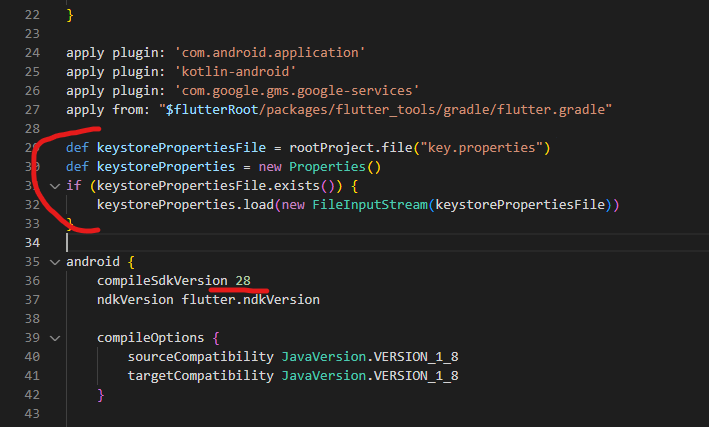 22 }
23
24 apply plugin: 'com.android.application'
25 apply plugin: 'kotlin-android'
26 apply plugin: 'com.google.gms.google-services'
27 apply from: "$flutterRoot/packages/flutter_tools/gradle/flutter.gradle"
28
29 def keystorePropertiesFile = rootProject.file("key.properties")
30 def keystoreProperties = new Properties()
31 if (keystorePropertiesFile.exists()) {
32     keystoreProperties.load(new FileInputStream(keystorePropertiesFile))
33 }
34
35 android {
36     compileSdkVersion 28
37     ndkVersion flutter.ndkVersion
38
39     compileOptions {
40         sourceCompatibility JavaVersion.VERSION_1_8
41         targetCompatibility JavaVersion.VERSION_1_8
42     }
43